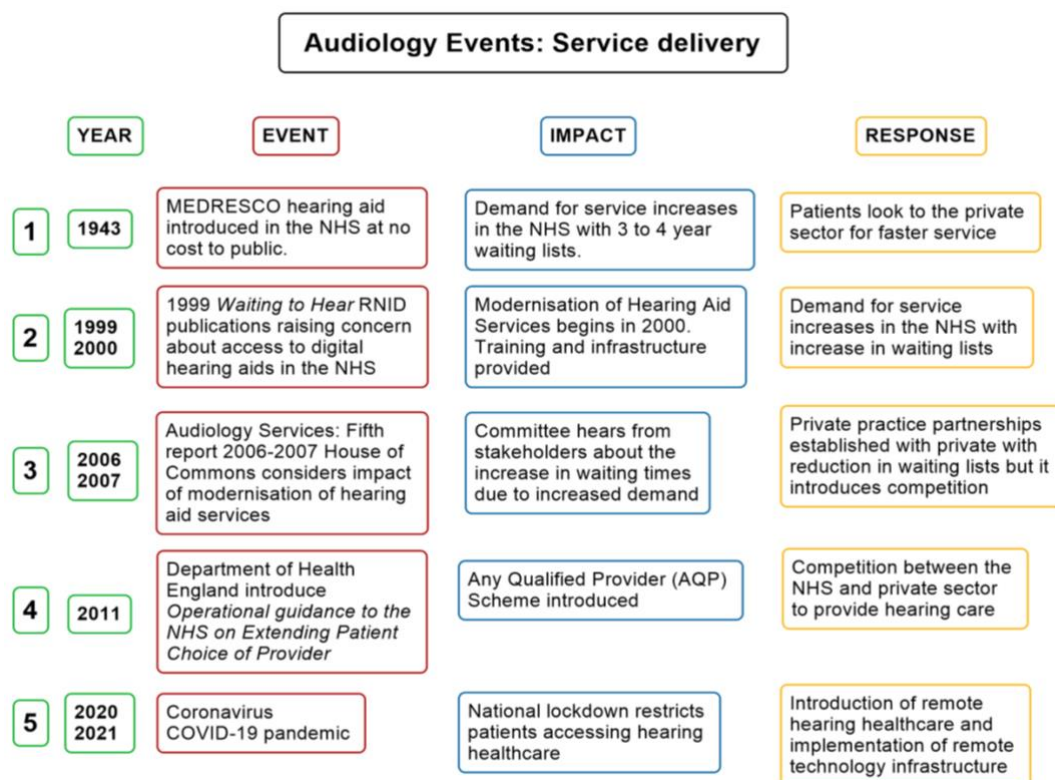 Audiology Events: Service delivery
YEAR
EVENT
IMPACT
RESPONSE
1
1943
MEDRESCO hearing aid
introduced in the NHS at no
cost to public.
Demand for service increases
in the NHS with 3 to 4 year
waiting lists.
Patients look to the private
sector for faster service
2
1999
2000
1999 Waiting to Hear RNID
publications raising concern
about access to digital
hearing aids in the NHS
Modernisation of Hearing Aid
Services begins in 2000.
Training and infrastructure
provided
Demand for service
increases in the NHS with
increase in waiting lists
3
2006
2007
Audiology Services: Fifth
report 2006-2007 House of
Commons considers impact
of modernisation of hearing
aid services
Committee hears from
stakeholders about the
increase in waiting times
due to increased demand
Private practice partnerships
established with private with
reduction in waiting lists but it
introduces competition
4
2011
Department of Health
England introduce
Operational guidance to the
NHS on Extending Patient
Choice of Provider
Any Qualified Provider (AQP)
Scheme introduced
Competition between the
NHS and private sector
to provide hearing care
5
2020
2021
Coronavirus
COVID-19 pandemic
National lockdown restricts
patients accessing hearing
healthcare
Introduction of remote
hearing healthcare and
implementation of remote
technology infrastructure